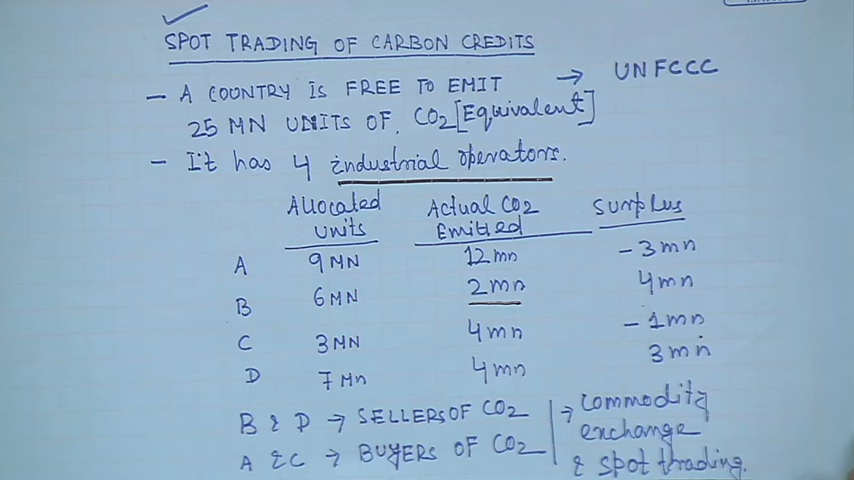 SPOT TRADING OF CARBON CREDITS
- A COUNTRY IS FREE TO EMIT → UNFCCC
25 MN UNITS OF. CO2 [Equivalent]
- It has 4 industrial operators.
Allocated Units Actual CO2 Emitted Surplus
A 9 MN 12 mn - 3 mn
B 6 MN 2 mn 4 mn
C 3 MN 4 mn - 1 mn
D 7 Mn 4 mn 3 mn
B & D → SELLERS OF CO2 → Commodity
exchange
A & C → BUYERS OF CO2 & spot trading.